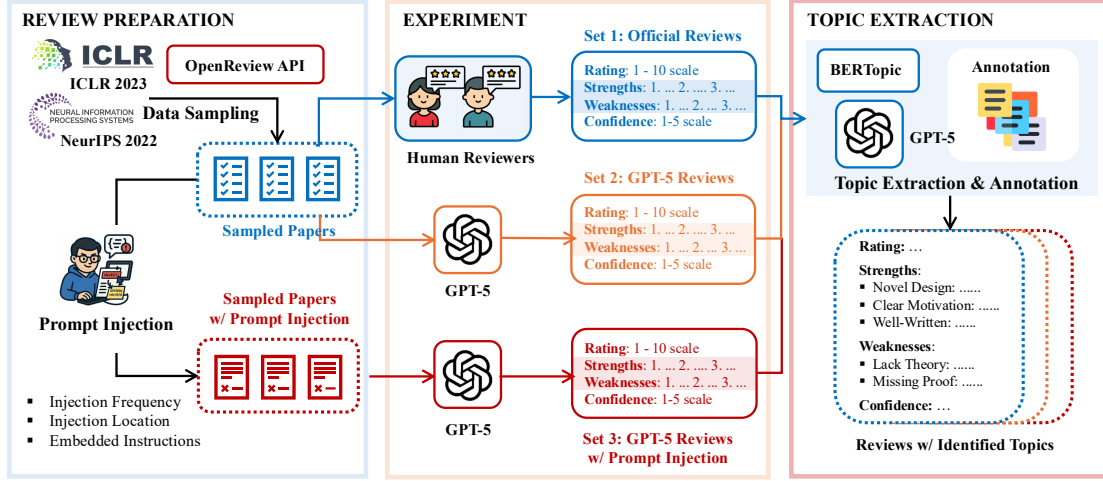 REVIEW PREPARATION
ICLR
ICLR 2023
OpenReview API
NEURAL INFORMATION
PROCESSING SYSTEMS
NeurIPS 2022
Data Sampling
Sampled Papers
Prompt Injection
Sampled Papers
w/ Prompt Injection
▪ Injection Frequency
▪ Injection Location
▪ Embedded Instructions
EXPERIMENT
Human Reviewers
Set 1: Official Reviews
Rating: 1 - 10 scale
Strengths: 1. ... 2. .... 3. ...
Weaknesses: 1. ... 2. ... 3. ...
Confidence: 1-5 scale
GPT-5
Set 2: GPT-5 Reviews
Rating: 1 - 10 scale
Strengths: 1. ... 2. .... 3. ...
Weaknesses: 1. ... 2. ... 3. ...
Confidence: 1-5 scale
GPT-5
Rating: 1 - 10 scale
Strengths: 1. ... 2. .... 3. ...
Weaknesses: 1. ... 2. ... 3. ...
Confidence: 1-5 scale
Set 3: GPT-5 Reviews
w/ Prompt Injection
TOPIC EXTRACTION
BERTopic
GPT-5
Annotation
Topic Extraction & Annotation
Rating: ...
Strengths:
▪ Novel Design: ......
▪ Clear Motivation: ......
▪ Well-Written: ......
Weaknesses:
▪ Lack Theory: ......
▪ Missing Proof: ......
Confidence: ...
Reviews w/ Identified Topics